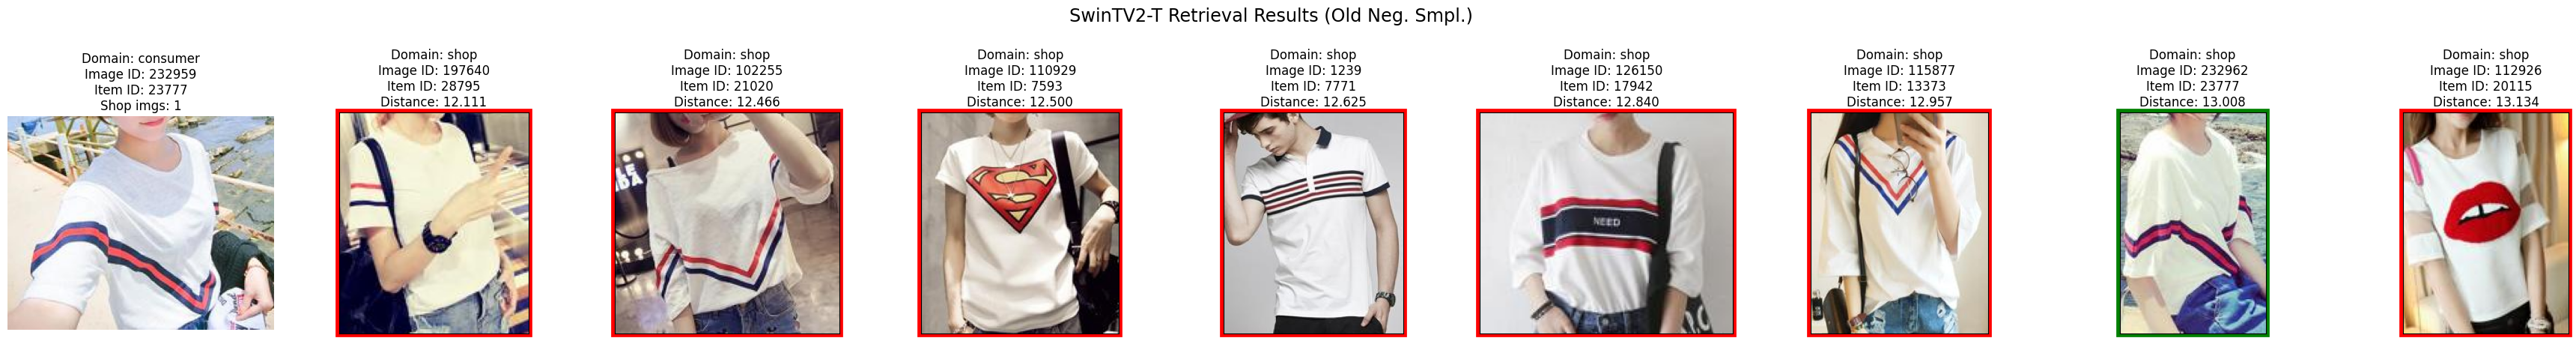 SwinTV2-T Retrieval Results (Old Neg. Smpl.)
Domain: consumer
Image ID: 232959
Item ID: 23777
Shop imgs: 1
Domain: shop
Image ID: 197640
Item ID: 28795
Distance: 12.111
Domain: shop
Image ID: 102255
Item ID: 21020
Distance: 12.466
Domain: shop
Image ID: 110929
Item ID: 7593
Distance: 12.500
Domain: shop
Image ID: 1239
Item ID: 7771
Distance: 12.625
Domain: shop
Image ID: 126150
Item ID: 17942
Distance: 12.840
Domain: shop
Image ID: 115877
Item ID: 13373
Distance: 12.957
Domain: shop
Image ID: 232962
Item ID: 23777
Distance: 13.008
Domain: shop
Image ID: 112926
Item ID: 20115
Distance: 13.134
S
NEED